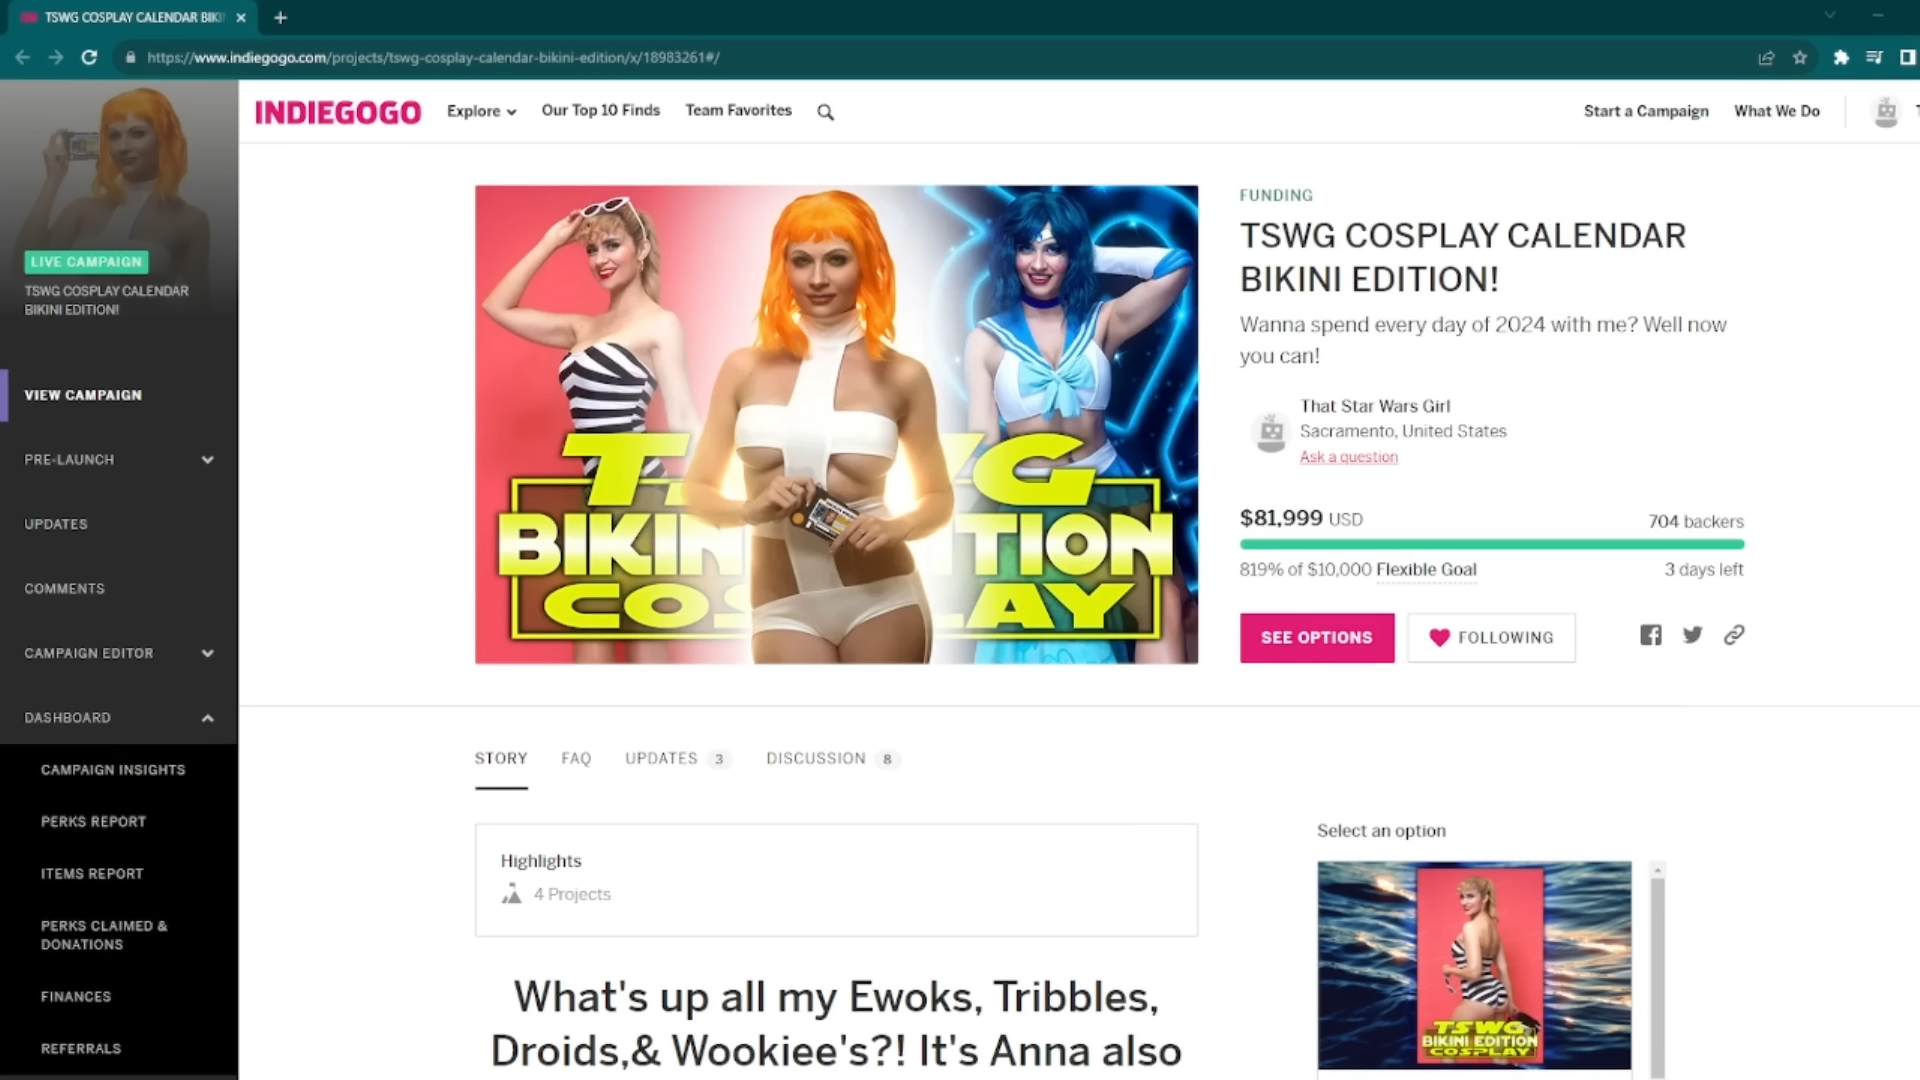 TSWG COSPLAY CALENDAR BIKI
https://www.indiegogo.com/projects/tswg-cosplay-calendar-bikini-edition/x/18983261#/
LIVE CAMPAIGN
TSWG COSPLAY CALENDAR
BIKINI EDITION!
VIEW CAMPAIGN
PRE-LAUNCH
UPDATES
COMMENTS
CAMPAIGN EDITOR
DASHBOARD
CAMPAIGN INSIGHTS
PERKS REPORT
ITEMS REPORT
PERKS CLAIMED &
DONATIONS
FINANCES
REFERRALS
INDIEGOGO
Explore
Our Top 10 Finds
Team Favorites
Start a Campaign
What We Do
FUNDING
TSWG COSPLAY CALENDAR
BIKINI EDITION!
Wanna spend every day of 2024 with me? Well now
you can!
That Star Wars Girl
Sacramento, United States
Ask a question
$81,999 USD
704 backers
819% of $10,000 Flexible Goal
3 days left
SEE OPTIONS
FOLLOWING
STORY
FAQ
UPDATES 3
DISCUSSION 8
Highlights
4 Projects
What's up all my Ewoks, Tribbles,
Droids,& Wookiee's?! It's Anna also
Select an option
TSWG
BIKINI EDITION
COSPLAY